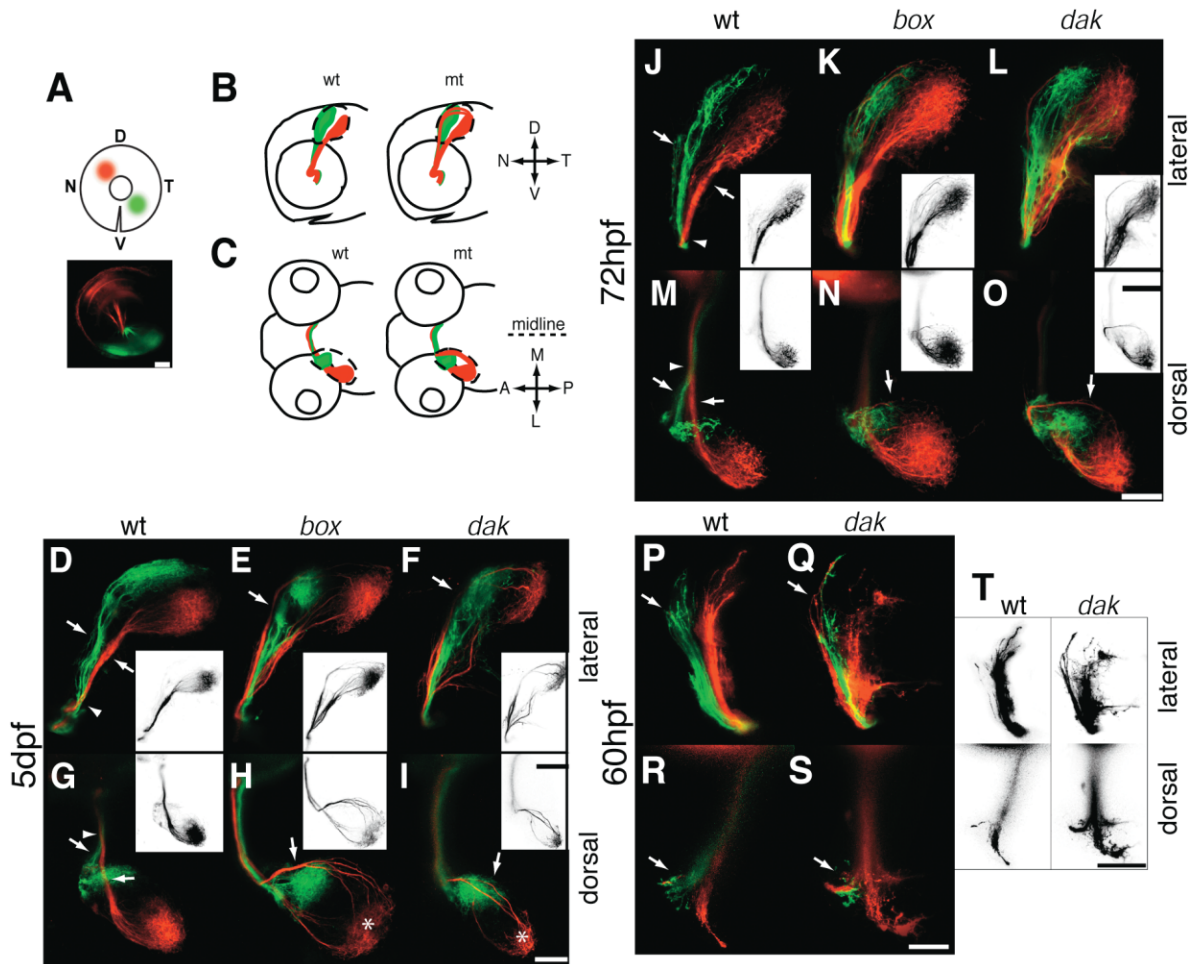 A
D
N
T
V
B
wt
mt
D
N
T
V
C
wt
mt
midline
M
A
P
L
wt
box
dak
J
K
L
lateral
72hpf
M
N
O
dorsal
wt
box
dak
D
E
F
lateral
5dpf
G
H
I
*
*
dorsal
wt
dak
P
Q
60hpf
R
S
T
wt
dak
lateral
dorsal